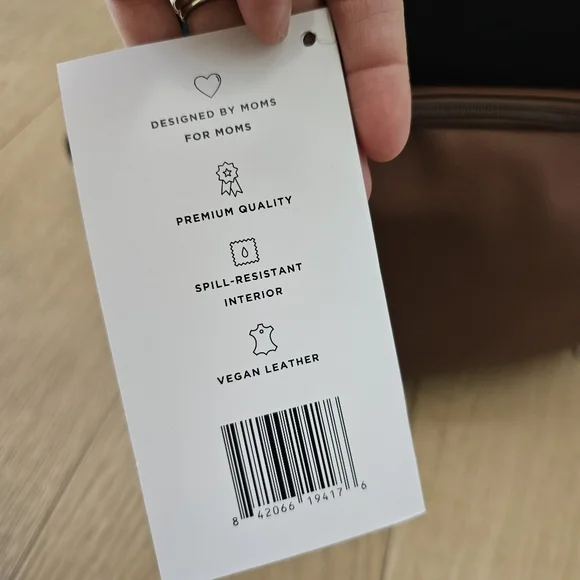 DESIGNED BY MOMS
FOR MOMS
PREMIUM QUALITY
SPILL-RESISTANT
INTERIOR
VEGAN LEATHER
8 42066 19417 6